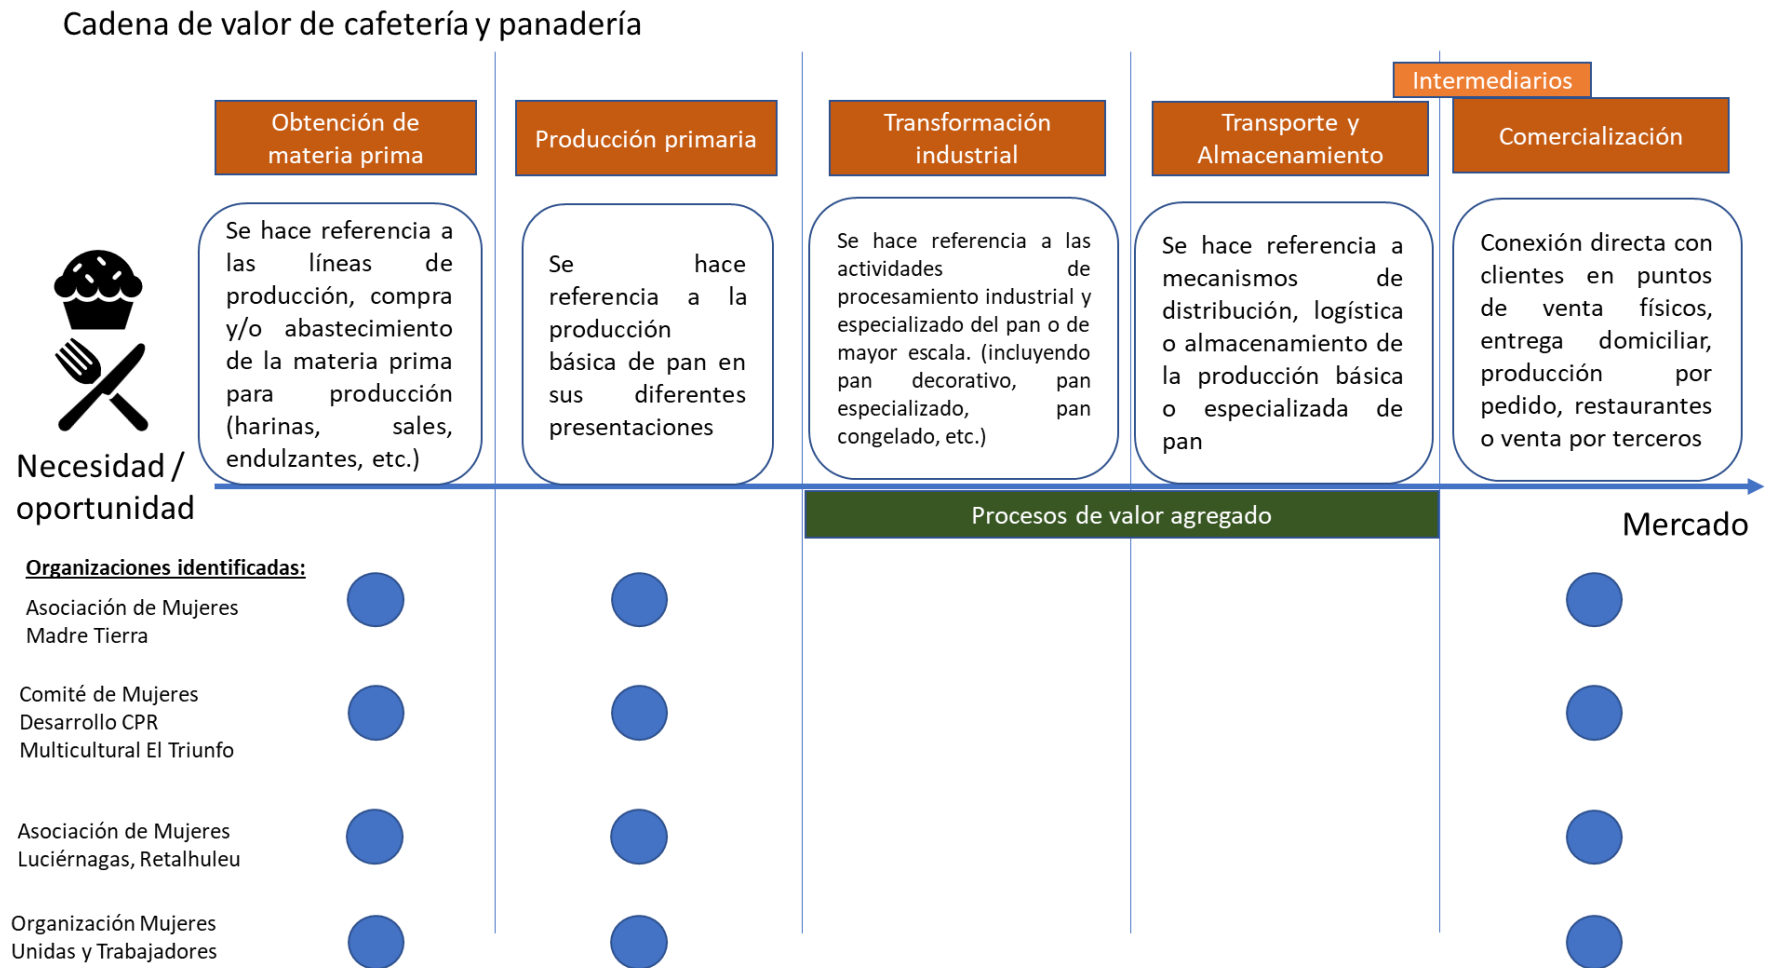 Cadena de valor de cafetería y panadería
Intermediarios
Obtención de
materia prima
Producción primaria
Transformación
industrial
Transporte y
Almacenamiento
Comercialización
Se hace referencia a
las líneas de
producción, compra
y/o abastecimiento
de la materia prima
para producción
(harinas, sales,
endulzantes, etc.)
Se hace
referencia a la
producción
básica de pan en
sus diferentes
presentaciones
Se hace referencia a las
actividades de
procesamiento industrial y
especializado del pan o de
mayor escala. (incluyendo
pan decorativo, pan
especializado, pan
congelado, etc.)
Se hace referencia a
mecanismos de
distribución, logística
o almacenamiento de
la producción básica
o especializada de
pan
Conexión directa con
clientes en puntos
de venta físicos,
entrega domiciliar,
producción por
pedido, restaurantes
o venta por terceros
Necesidad /
oportunidad
Procesos de valor agregado
Mercado
Organizaciones identificadas:
Asociación de Mujeres
Madre Tierra
Comité de Mujeres
Desarrollo CPR
Multicultural El Triunfo
Asociación de Mujeres
Luciérnagas, Retalhuleu
Organización Mujeres
Unidas y Trabajadores